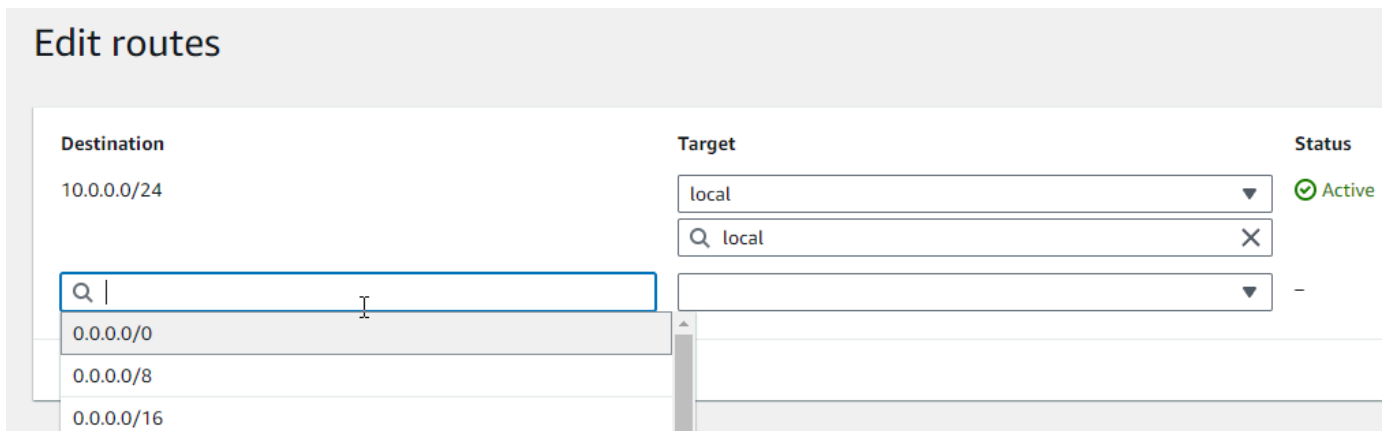 Edit routes
Destination Target Status
10.0.0.0/24 local Active
local
–
0.0.0.0/0
0.0.0.0/8
0.0.0.0/16